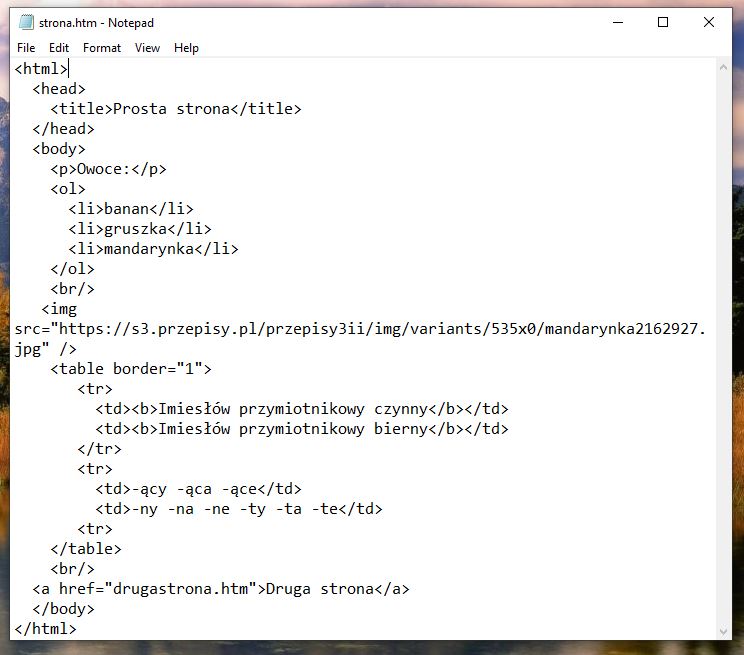 strona.htm - Notepad
File Edit Format View Help
<html>
<head>
<title>Prosta strona</title>
</head>
<body>
<p>Owoce:</p>
<ol>
<li>banan</li>
<li>gruszka</li>
<li>mandarynka</li>
</ol>
<br/>
<img
src="https://s3.przepisy.pl/przepisy3ii/img/variants/535x0/mandarynka2162927.
jpg" />
<table border="1">
<tr>
<td><b>Imiesłów przymiotnikowy czynny</b></td>
<td><b>Imiesłów przymiotnikowy bierny</b></td>
</tr>
<tr>
<td>-ący -ąca -ące</td>
<td>-ny -na -ne -ty -ta -te</td>
<tr>
</table>
<br/>
<a href="drugastrona.htm">Druga strona</a>
</body>
</html>